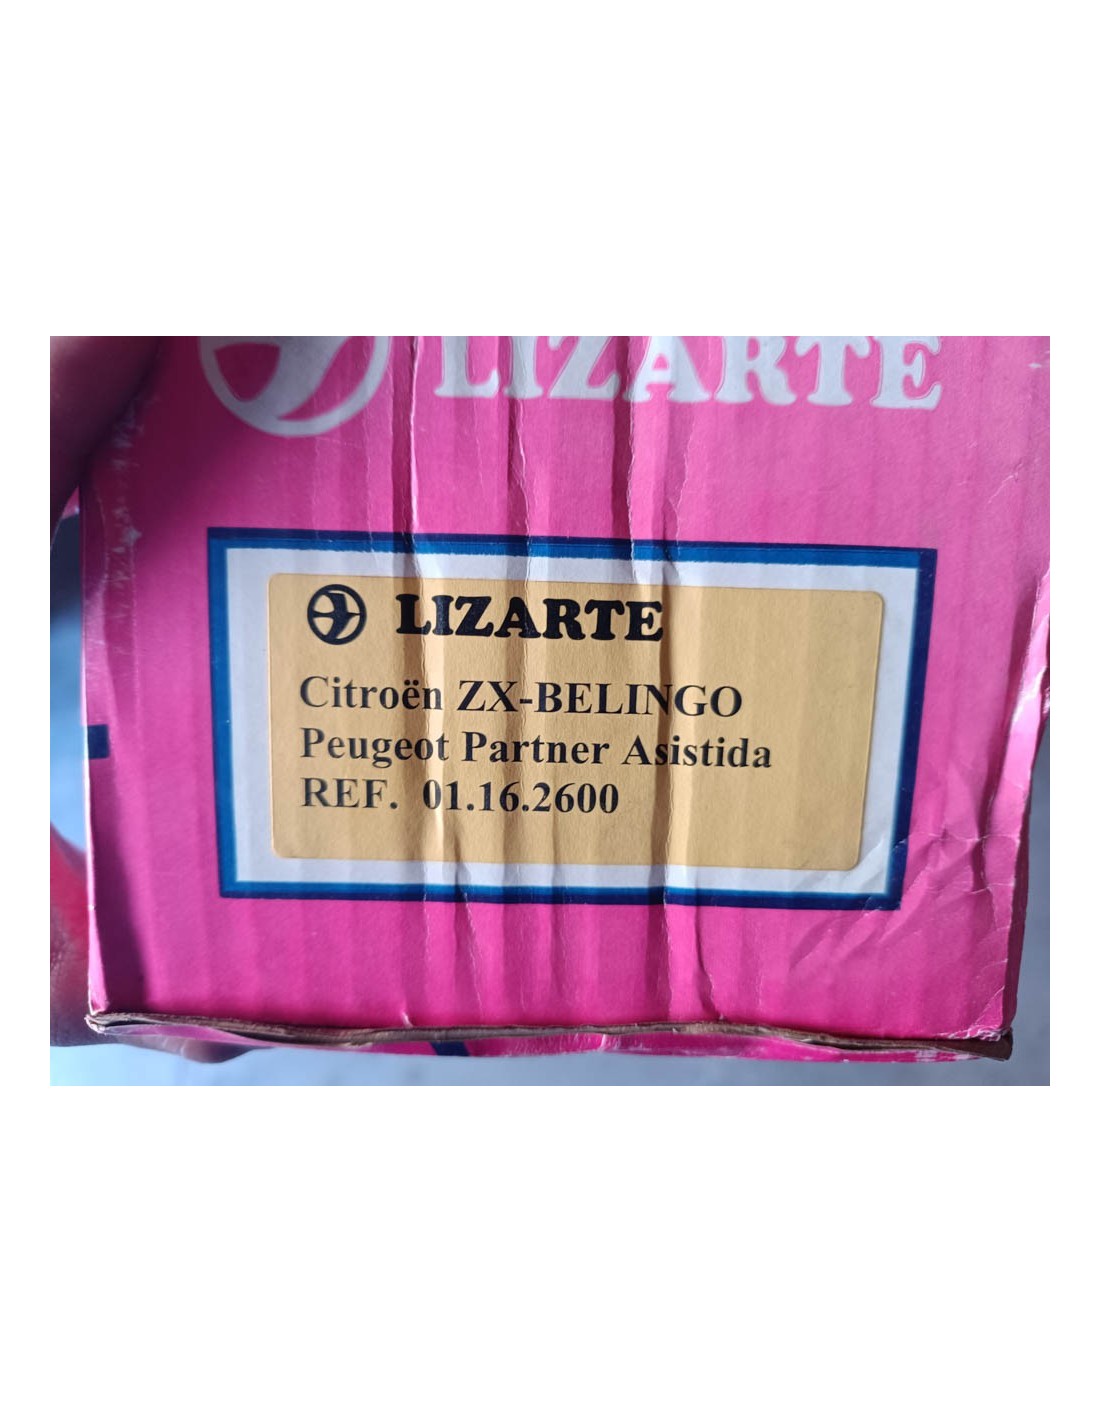 LIZARTE
LIZARTE
Citroën ZX-BELINGO
Peugeot Partner Asistida
REF. 01.16.2600